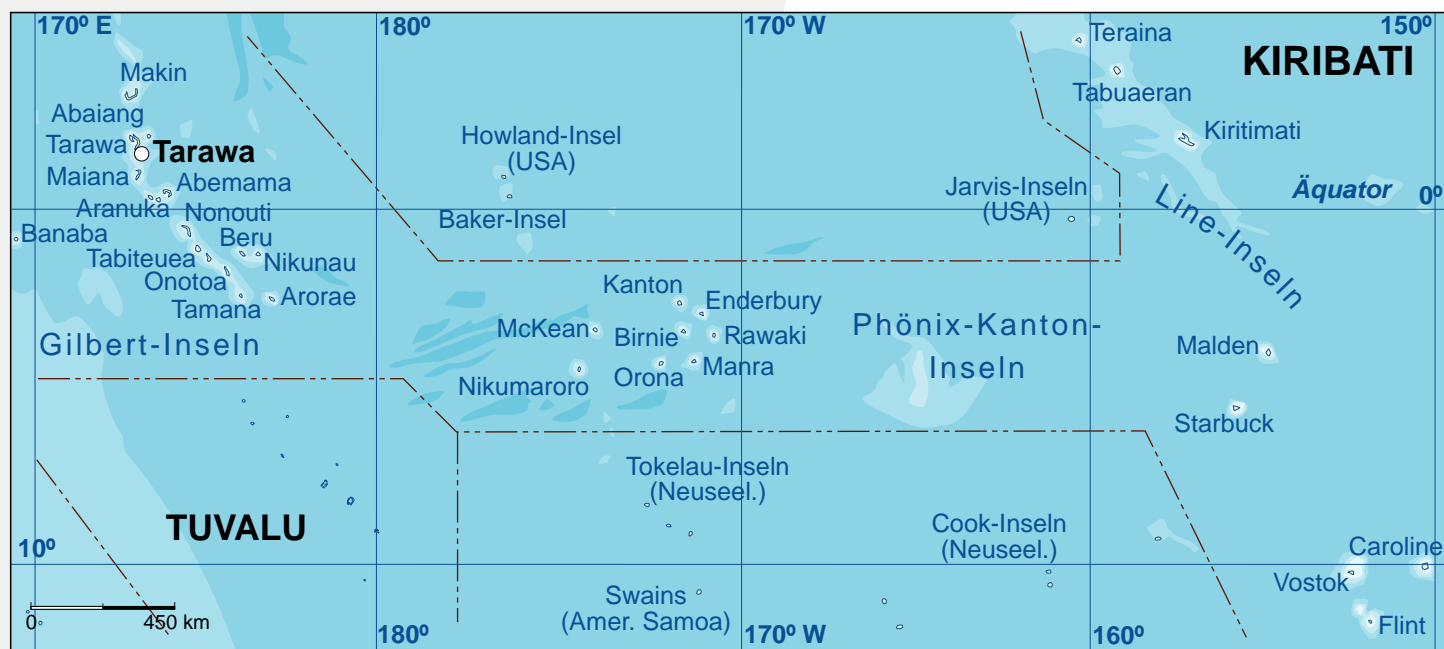 170º E
180º
170º W
150º
KIRIBATI
Teraina
Tabuaeran
Kiritimati
Makin
Abaiang
Tarawa
Tarawa
Maiana
Abemama
Aranuka
Nonouti
Banaba
Beru
Tabiteuea
Nikunau
Onotoa
Tamana
Arorae
Gilbert-Inseln
Howland-Insel
(USA)
Baker-Insel
Jarvis-Inseln
(USA)
Äquator
0º
Line-Inseln
Kanton
Enderbury
McKean
Birnie
Rawaki
Manra
Nikumaroro
Orona
Phönix-Kanton-
Inseln
Malden
Starbuck
Tokelau-Inseln
(Neuseel.)
TUVALU
Cook-Inseln
(Neuseel.)
10º
Caroline
Vostok
Flint
Swains
(Amer. Samoa)
0
450 km
180º
170º W
160º